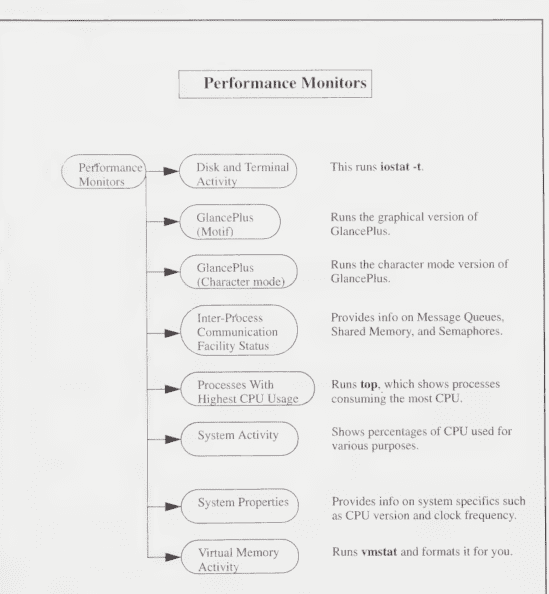 Performance Monitors
Performance
Monitors
Disk and Terminal
Activity
This runs iostat -t.
GlancePlus
(Motif)
Runs the graphical version of
GlancePlus.
GlancePlus
(Character mode)
Runs the character mode version of
GlancePlus.
Inter-Process
Communication
Facility Status
Provides info on Message Queues,
Shared Memory, and Semaphores.
Processes With
Highest CPU Usage
Runs top, which shows processes
consuming the most CPU.
System Activity
Shows percentages of CPU used for
various purposes.
System Properties
Provides info on system specifics such
as CPU version and clock frequency.
Virtual Memory
Activity
Runs vmstat and formats it for you.